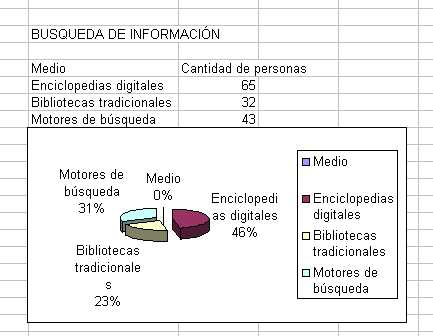 BUSQUEDA DE INFORMACIÓN
Medio Cantidad de personas
Enciclopedias digitales 65
Bibliotecas tradicionales 32
Motores de búsqueda 43
Motores de
búsqueda
31%
Medio
0%
Enciclopedi
as digitales
46%
Bibliotecas
tradicionale
s
23%
Medio
Enciclopedias
digitales
Bibliotecas
tradicionales
Motores de
búsqueda